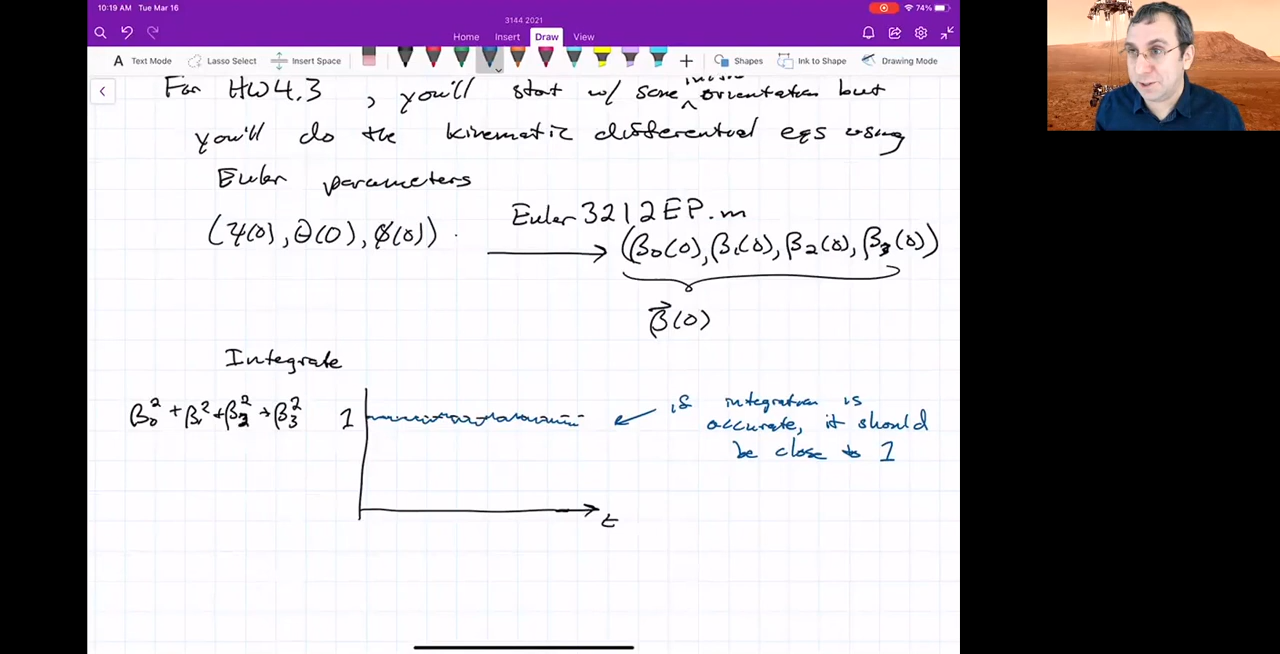 10:19 AM Tue Mar 16
74%
3144 2021
Home Insert Draw View
Text Mode Lasso Select Insert Space Shapes Ink to Shape Drawing Mode
For HW4.3, you'll start w/ some initial orientation but
you'll do the kinematic differential eqs using
Euler parameters
Euler3212EP.m
(ψ(0), θ(0), φ(0)) → (β₀(0), β₁(0), β₂(0), β₃(0))
β⃗(0)
Integrate
β₀² + β₁² + β₂² + β₃² 1
if integration is
accurate, it should
be close to 1
t